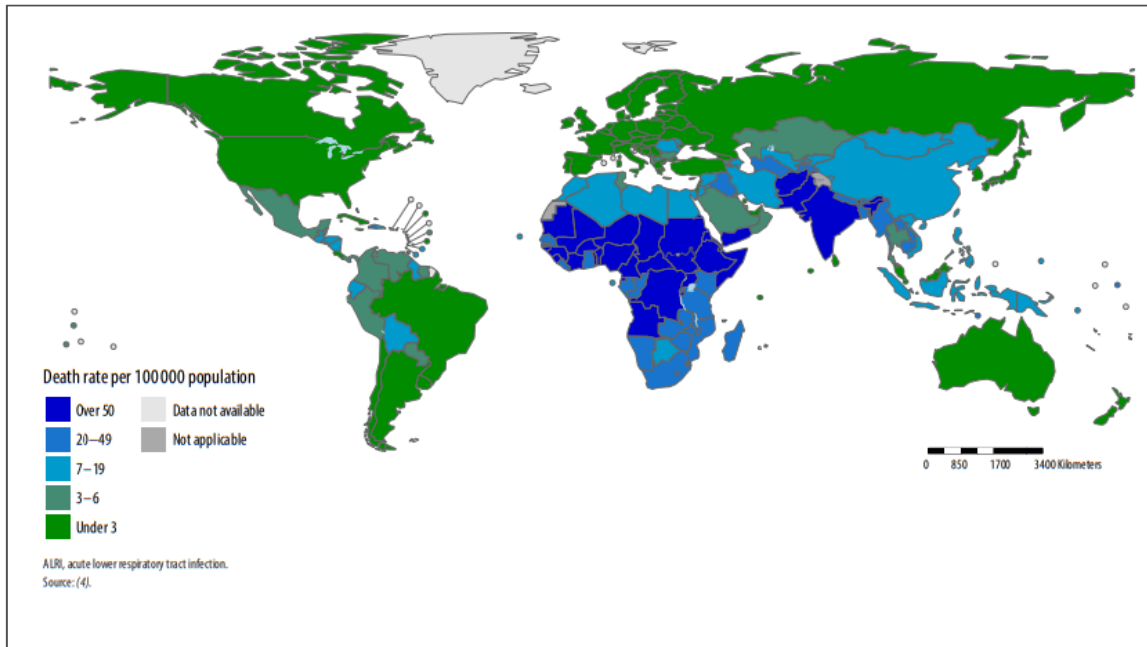 Death rate per 100 000 population
Over 50
20–49
7–19
3–6
Under 3
Data not available
Not applicable
0 850 1700 3400 Kilometers
ALRI, acute lower respiratory tract infection.
Source: (4).